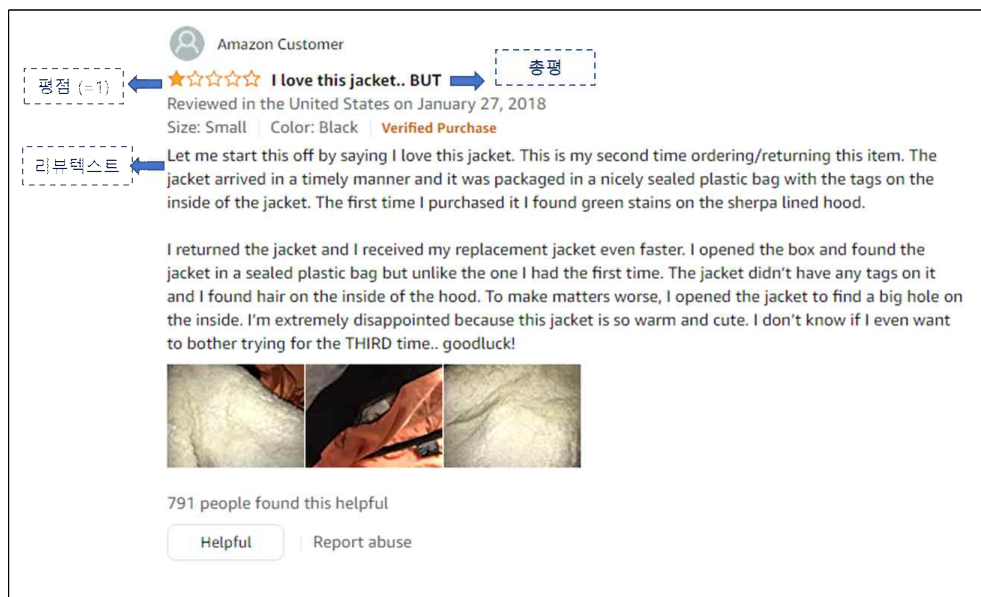 Amazon Customer
총평
평점 (=1)
I love this jacket.. BUT
Reviewed in the United States on January 27, 2018
Size: Small Color: Black Verified Purchase
리뷰텍스트
Let me start this off by saying I love this jacket. This is my second time ordering/returning this item. The
jacket arrived in a timely manner and it was packaged in a nicely sealed plastic bag with the tags on the
inside of the jacket. The first time I purchased it I found green stains on the sherpa lined hood.
I returned the jacket and I received my replacement jacket even faster. I opened the box and found the
jacket in a sealed plastic bag but unlike the one I had the first time. The jacket didn't have any tags on it
and I found hair on the inside of the hood. To make matters worse, I opened the jacket to find a big hole on
the inside. I'm extremely disappointed because this jacket is so warm and cute. I don't know if I even want
to bother trying for the THIRD time.. goodluck!
791 people found this helpful
Helpful Report abuse